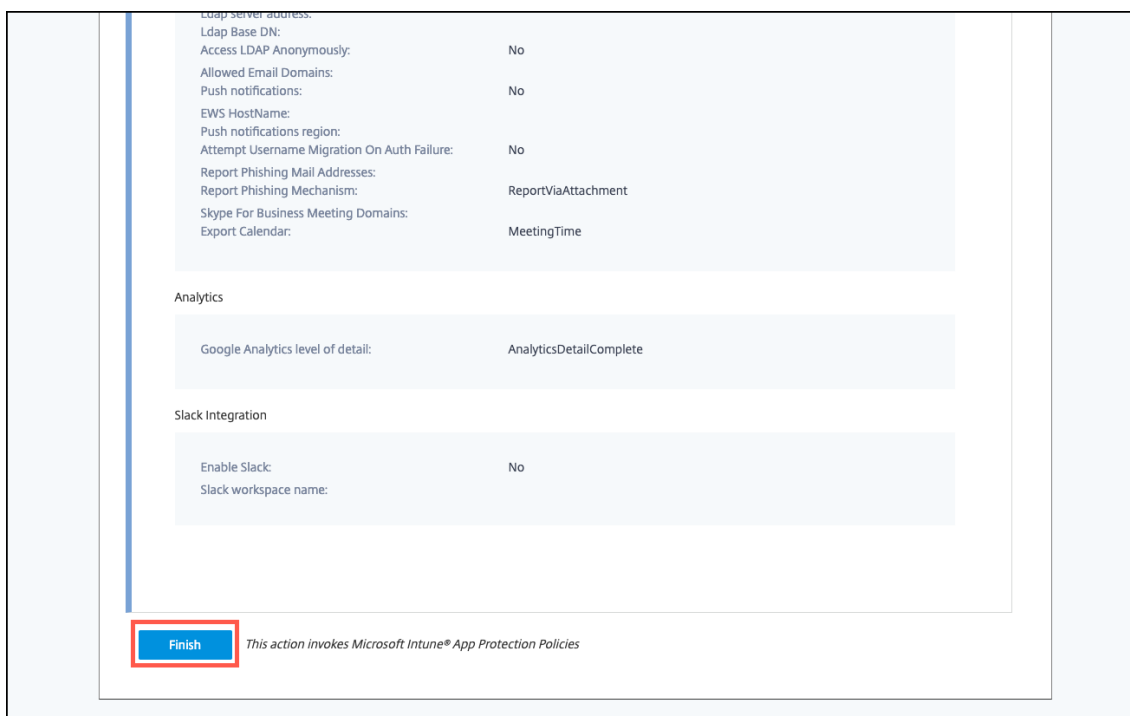 Ldap server address:
Ldap Base DN:
Access LDAP Anonymously: No
Allowed Email Domains:
Push notifications: No
EWS HostName:
Push notifications region:
Attempt Username Migration On Auth Failure: No
Report Phishing Mail Addresses:
Report Phishing Mechanism: ReportViaAttachment
Skype For Business Meeting Domains:
Export Calendar: MeetingTime
Analytics
Google Analytics level of detail: AnalyticsDetailComplete
Slack Integration
Enable Slack: No
Slack workspace name:
Finish This action invokes Microsoft Intune® App Protection Policies